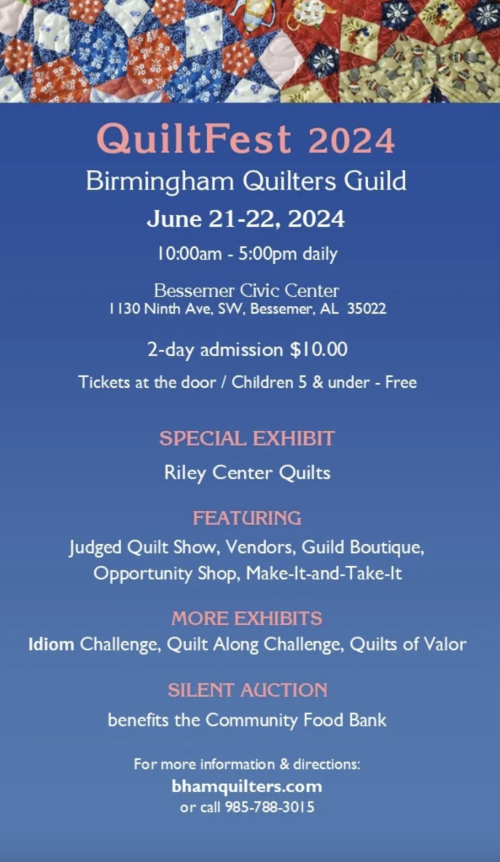 QuiltFest 2024
Birmingham Quilters Guild
June 21-22, 2024
10:00am - 5:00pm daily
Bessemer Civic Center
1130 Ninth Ave, SW, Bessemer, AL 35022
2-day admission $10.00
Tickets at the door / Children 5 & under - Free
SPECIAL EXHIBIT
Riley Center Quilts
FEATURING
Judged Quilt Show, Vendors, Guild Boutique,
Opportunity Shop, Make-It-and-Take-It
MORE EXHIBITS
Idiom Challenge, Quilt Along Challenge, Quilts of Valor
SILENT AUCTION
benefits the Community Food Bank
For more information & directions:
bhamquilters.com
or call 985-788-3015